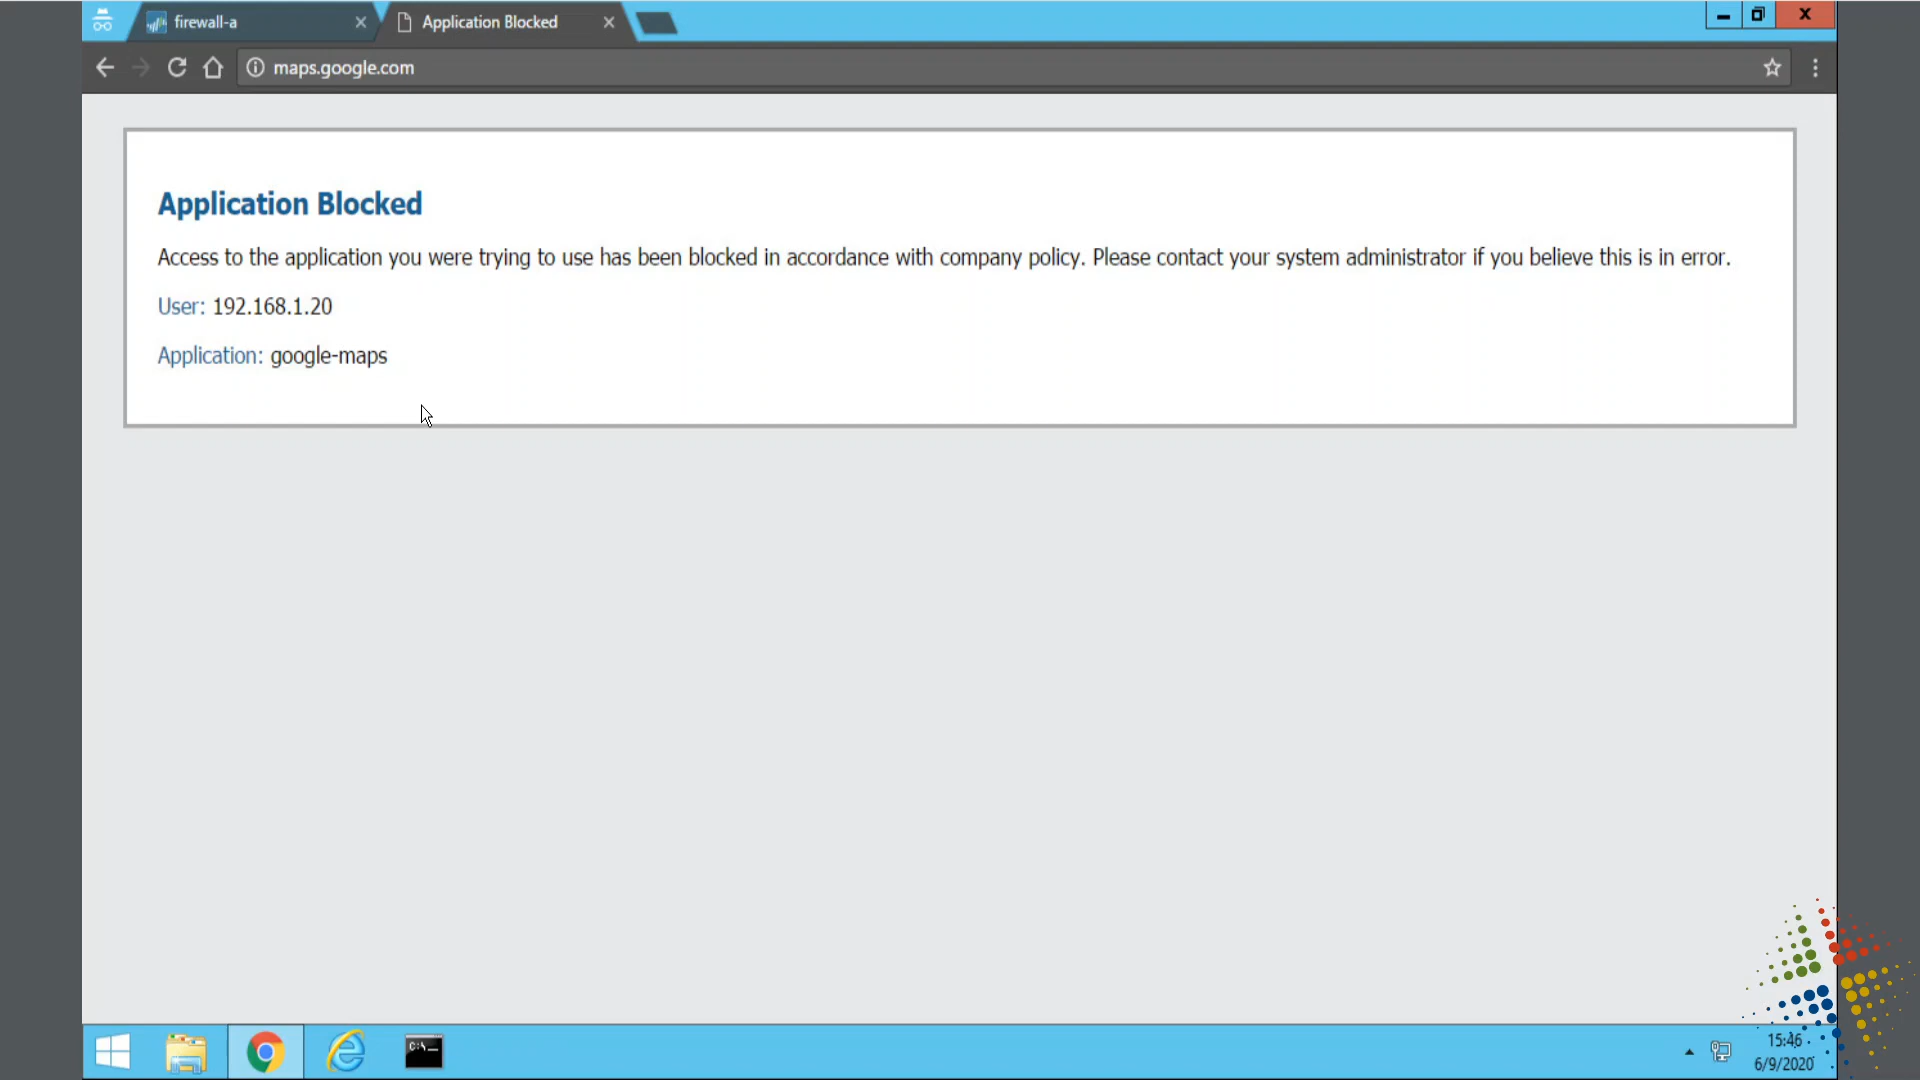 firewall-a
Application Blocked
maps.google.com
Application Blocked
Access to the application you were trying to use has been blocked in accordance with company policy. Please contact your system administrator if you believe this is in error.
User: 192.168.1.20
Application: google-maps
C:\_
15:46
6/9/2020